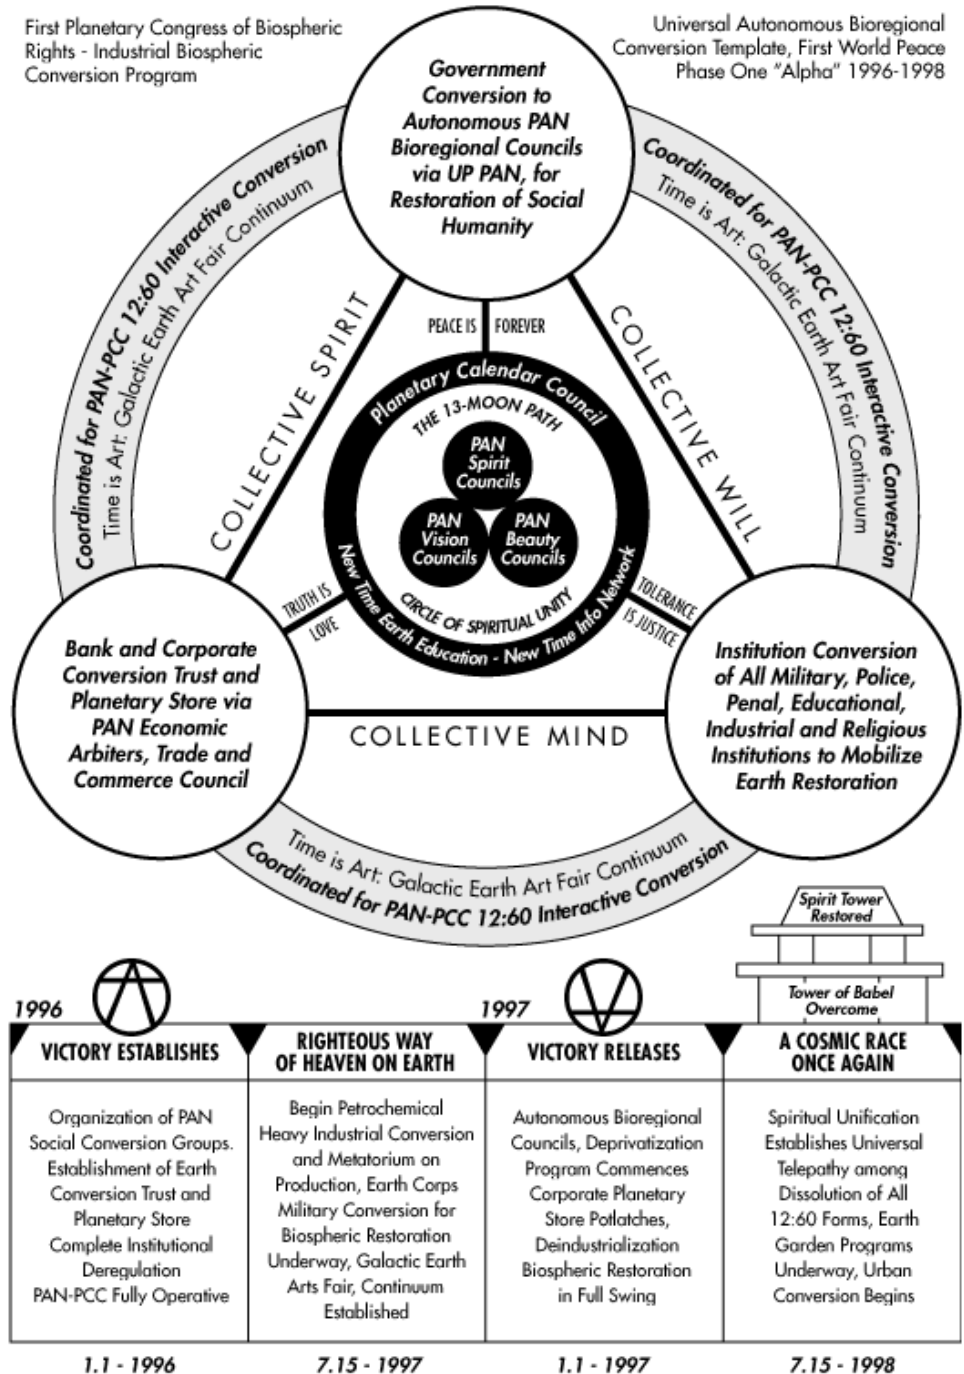 First Planetary Congress of Biospheric
Rights - Industrial Biospheric
Conversion Program
Universal Autonomous Bioregional
Conversion Template, First World Peace
Phase One "Alpha" 1996-1998
Government
Conversion to
Autonomous PAN
Bioregional Councils
via UP PAN, for
Restoration of Social
Humanity
Coordinated for PAN-PCC 12:60 Interactive Conversion
Time is Art: Galactic Earth Art Fair Continuum
Coordinated for PAN-PCC 12:60 Interactive Conversion
Time is Art: Galactic Earth Art Fair Continuum
COLLECTIVE SPIRIT
COLLECTIVE WILL
PEACE IS FOREVER
Planetary Calendar Council
THE 13-MOON PATH
PAN
Spirit
Councils
PAN
Vision
Councils
PAN
Beauty
Councils
CIRCLE OF SPIRITUAL UNITY
New Time Earth Education - New Time Info Network
TRUTH IS
LOVE
TOLERANCE
IS JUSTICE
Bank and Corporate
Conversion Trust and
Planetary Store via
PAN Economic
Arbiters, Trade and
Commerce Council
COLLECTIVE MIND
Institution Conversion
of All Military, Police,
Penal, Educational,
Industrial and Religious
Institutions to Mobilize
Earth Restoration
Time is Art: Galactic Earth Art Fair Continuum
Coordinated for PAN-PCC 12:60 Interactive Conversion
Spirit Tower
Restored
Tower of Babel
Overcome
1996
1997
VICTORY ESTABLISHES
Organization of PAN
Social Conversion Groups.
Establishment of Earth
Conversion Trust and
Planetary Store
Complete Institutional
Deregulation
PAN-PCC Fully Operative
1.1 - 1996
RIGHTEOUS WAY
OF HEAVEN ON EARTH
Begin Petrochemical
Heavy Industrial Conversion
and Metatorium on
Production, Earth Corps
Military Conversion for
Biospheric Restoration
Underway, Galactic Earth
Arts Fair, Continuum
Established
7.15 - 1997
VICTORY RELEASES
Autonomous Bioregional
Councils, Deprivatization
Program Commences
Corporate Planetary
Store Potlatches,
Deindustrialization
Biospheric Restoration
in Full Swing
1.1 - 1997
A COSMIC RACE
ONCE AGAIN
Spiritual Unification
Establishes Universal
Telepathy among
Dissolution of All
12:60 Forms, Earth
Garden Programs
Underway, Urban
Conversion Begins
7.15 - 1998